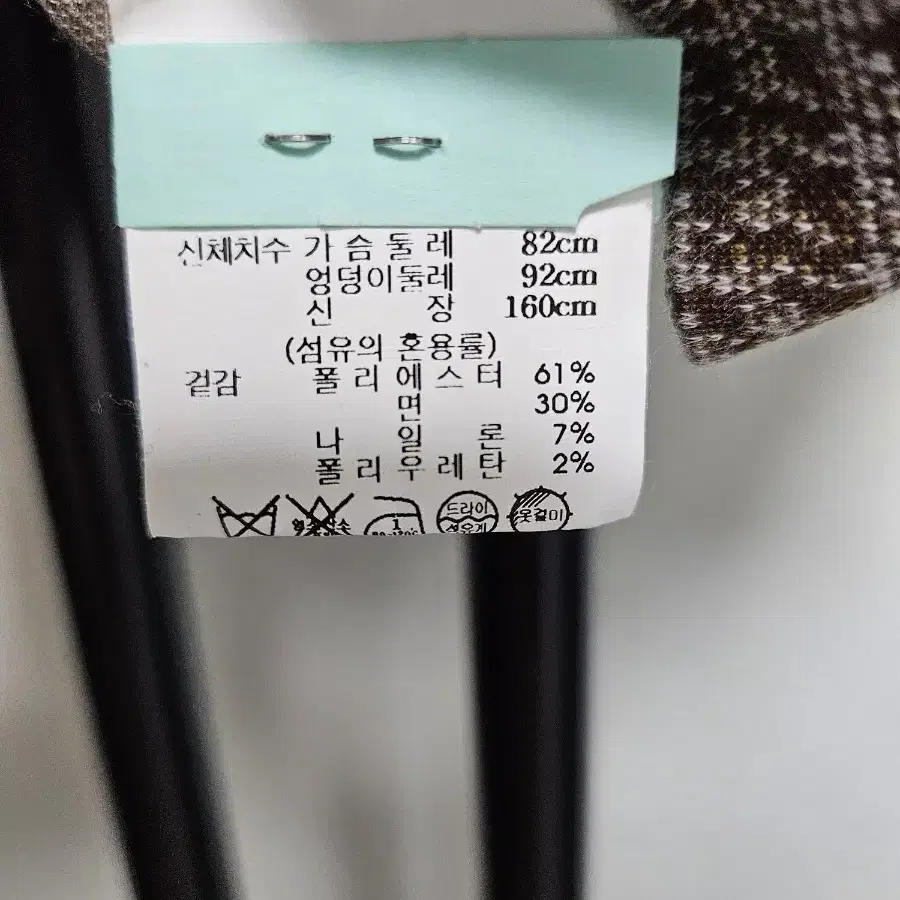 신체치수 가슴둘레 82cm
엉덩이둘레 92cm
신장 160cm
(섬유의 혼용률)
겉감 폴리에스터 61%
면 30%
나일론 7%
폴리우레탄 2%
드라이 옷걸이